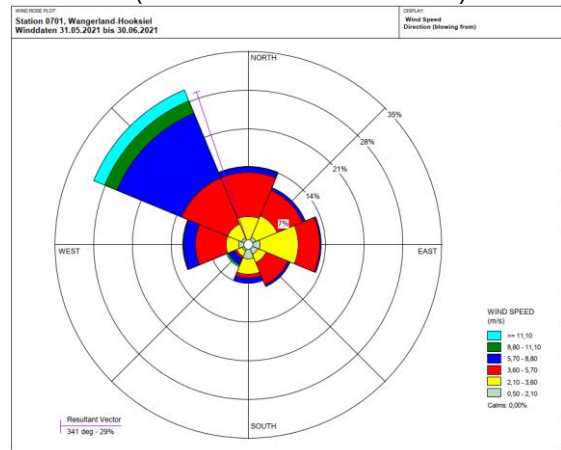 WIND ROSE PLOT:
Station 0701, Wangerland-Hooksiel
Winddaten 31.05.2021 bis 30.06.2021
DISPLAY:
Wind Speed
Direction (blowing from)
NORTH
35%
28%
21%
14%
7%
WEST
EAST
SOUTH
WIND SPEED
(m/s)
>= 11,10
8,80 - 11,10
5,70 - 8,80
3,60 - 5,70
2,10 - 3,60
0,50 - 2,10
Calms: 0,00%
Resultant Vector
341 deg - 29%